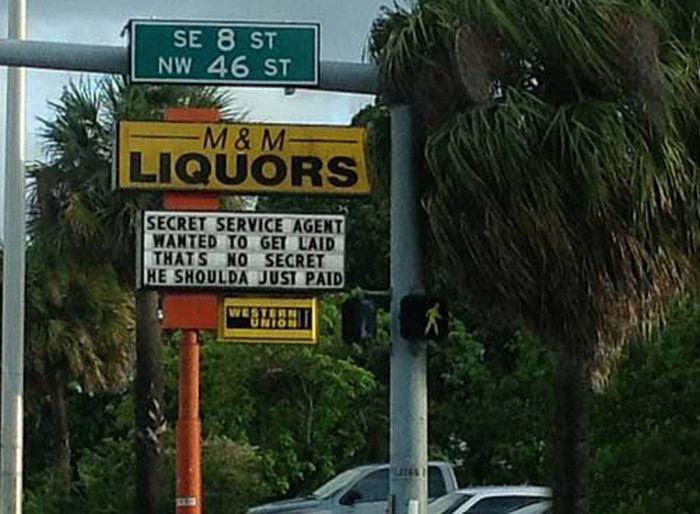 SE 8 ST
NW 46 ST
M & M
LIQUORS
SECRET SERVICE AGENT
WANTED TO GET LAID
THATS NO SECRET
HE SHOULDA JUST PAID
WESTERN
UNION